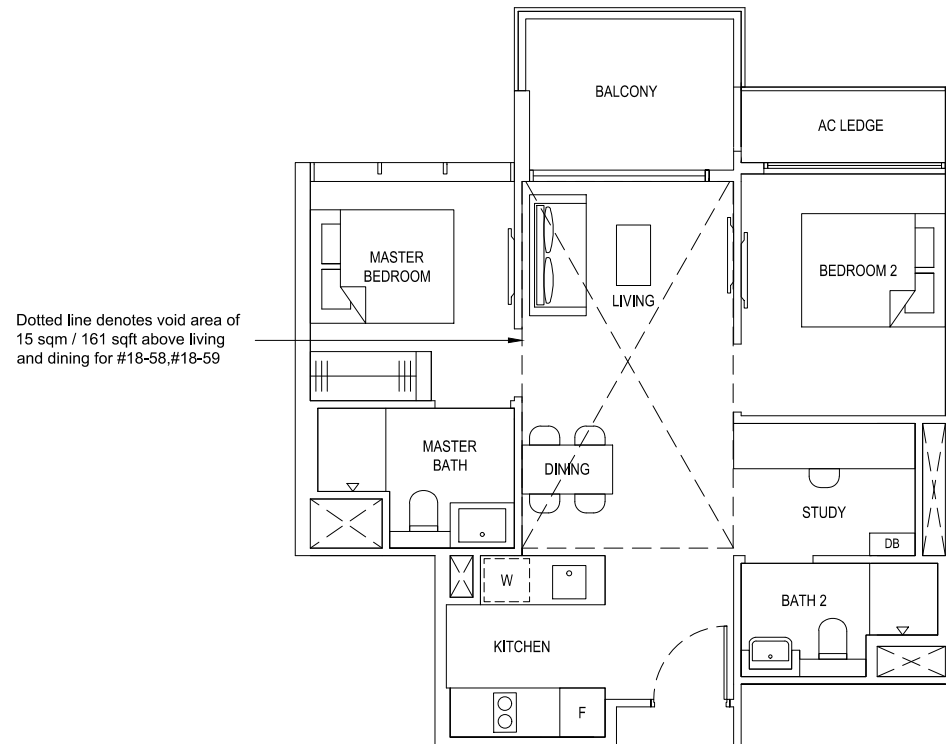 BALCONY
AC LEDGE
MASTER
BEDROOM
LIVING
BEDROOM 2
Dotted line denotes void area of
15 sqm / 161 sqft above living
and dining for #18-58,#18-59
MASTER
BATH
DINING
STUDY
DB
W
BATH 2
KITCHEN
F